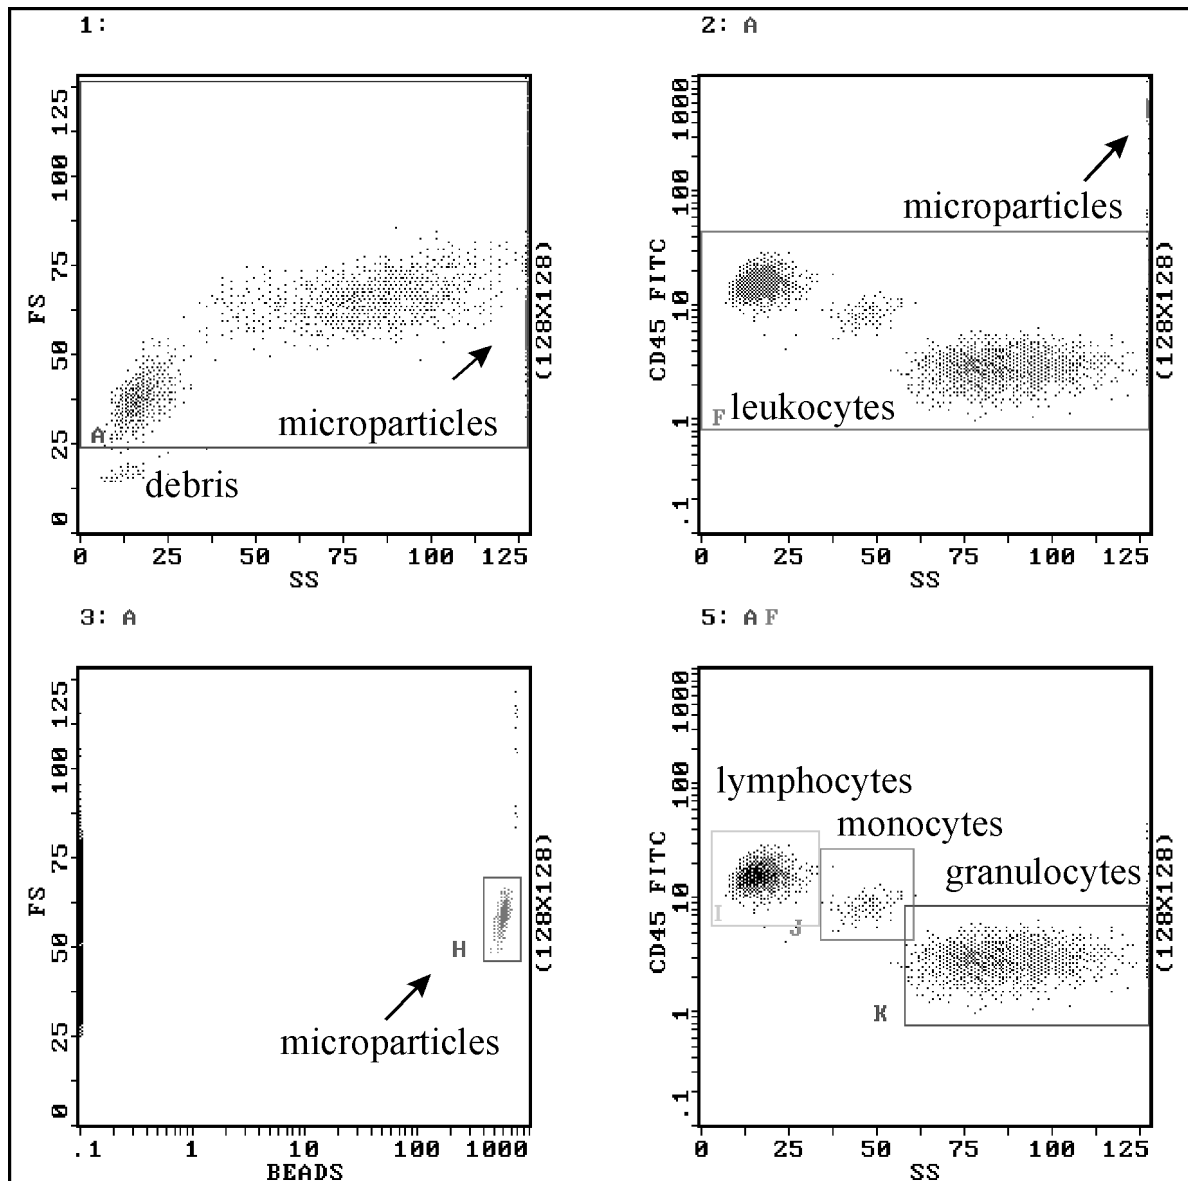 1:
125
100
75
50
25
0
FS
A
microparticles
debris
(128X128)
0 25 50 75 100 125
SS
2: A
1000
100
10
1
.1
CD45 FITC
microparticles
F leukocytes
(128X128)
0 25 50 75 100 125
SS
3: A
125
100
75
50
25
0
FS
H
microparticles
(128X128)
.1 1 10 100 1000
BEADS
5: A F
1000
100
10
1
.1
CD45 FITC
lymphocytes
monocytes
granulocytes
I
J
K
(128X128)
0 25 50 75 100 125
SS